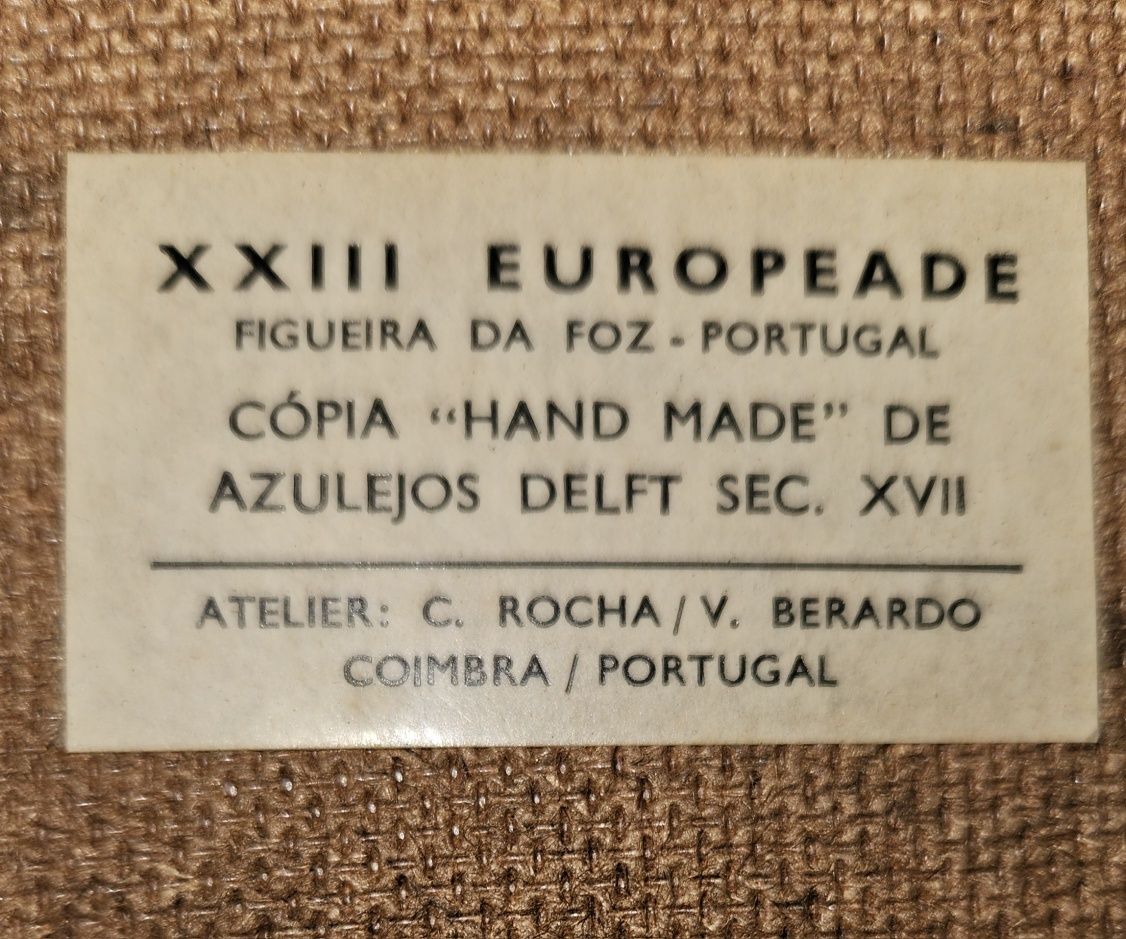 XXIII EUROPEADE
FIGUEIRA DA FOZ - PORTUGAL
CÓPIA “HAND MADE” DE
AZULEJOS DELFT SEC. XVII
ATELIER: C. ROCHA / V. BERARDO
COIMBRA / PORTUGAL